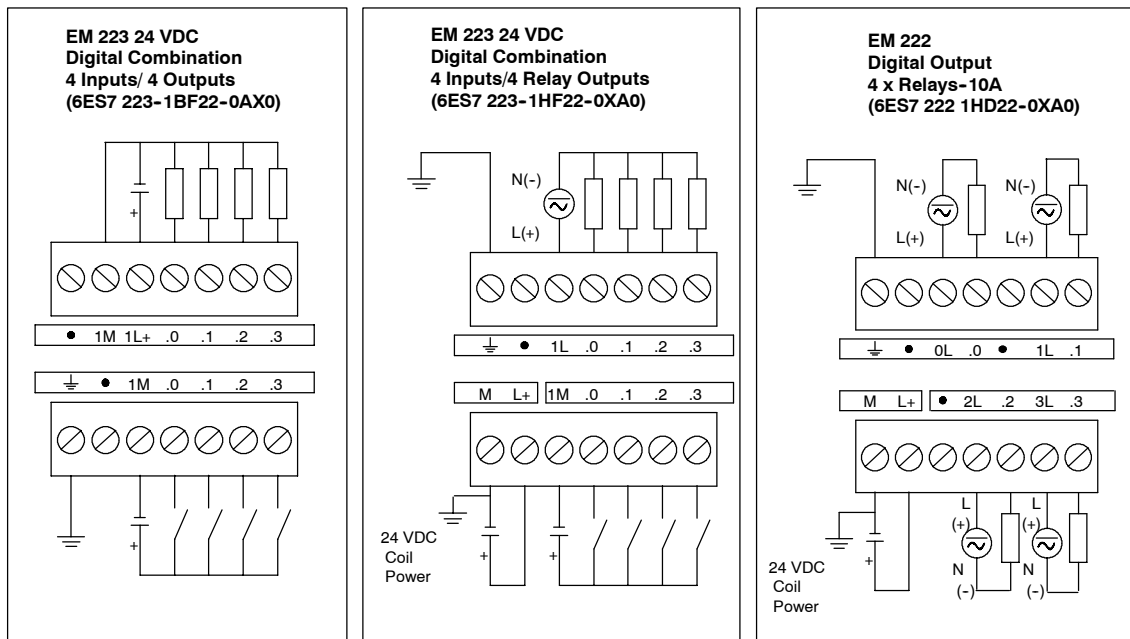 EM 223 24 VDC
Digital Combination
4 Inputs/ 4 Outputs
(6ES7 223-1BF22-0AX0)
+
● 1M 1L+ .0 .1 .2 .3
● 1M .0 .1 .2 .3
+
EM 223 24 VDC
Digital Combination
4 Inputs/4 Relay Outputs
(6ES7 223-1HF22-0XA0)
N(-)
L(+)
● 1L .0 .1 .2 .3
M L+ 1M .0 .1 .2 .3
24 VDC
Coil
Power
+
+
EM 222
Digital Output
4 x Relays-10A
(6ES7 222 1HD22-0XA0)
N(-)
N(-)
L(+)
L(+)
● 0L .0 ● 1L .1
M L+ ● 2L .2 3L .3
L
(+)
L
(+)
N
(-)
N
(-)
+
24 VDC
Coil
Power